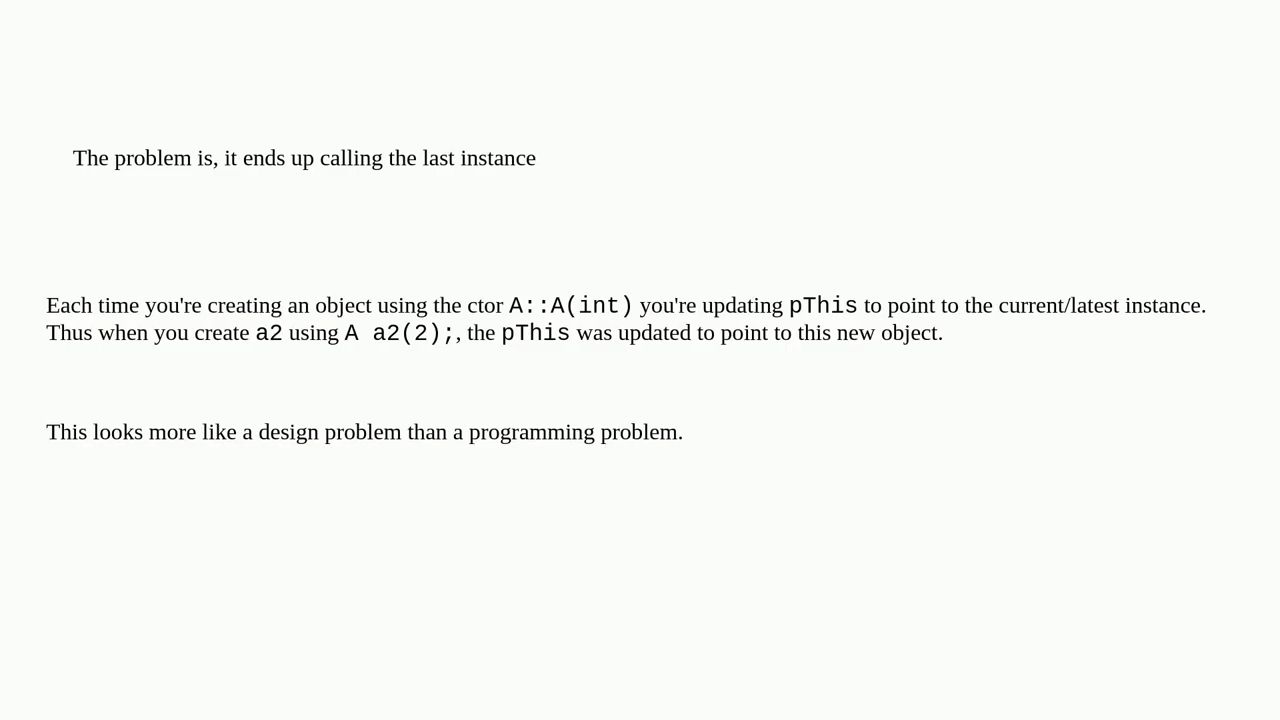 The problem is, it ends up calling the last instance
Each time you're creating an object using the ctor A::A(int) you're updating pThis to point to the current/latest instance.
Thus when you create a2 using A a2(2);, the pThis was updated to point to this new object.
This looks more like a design problem than a programming problem.